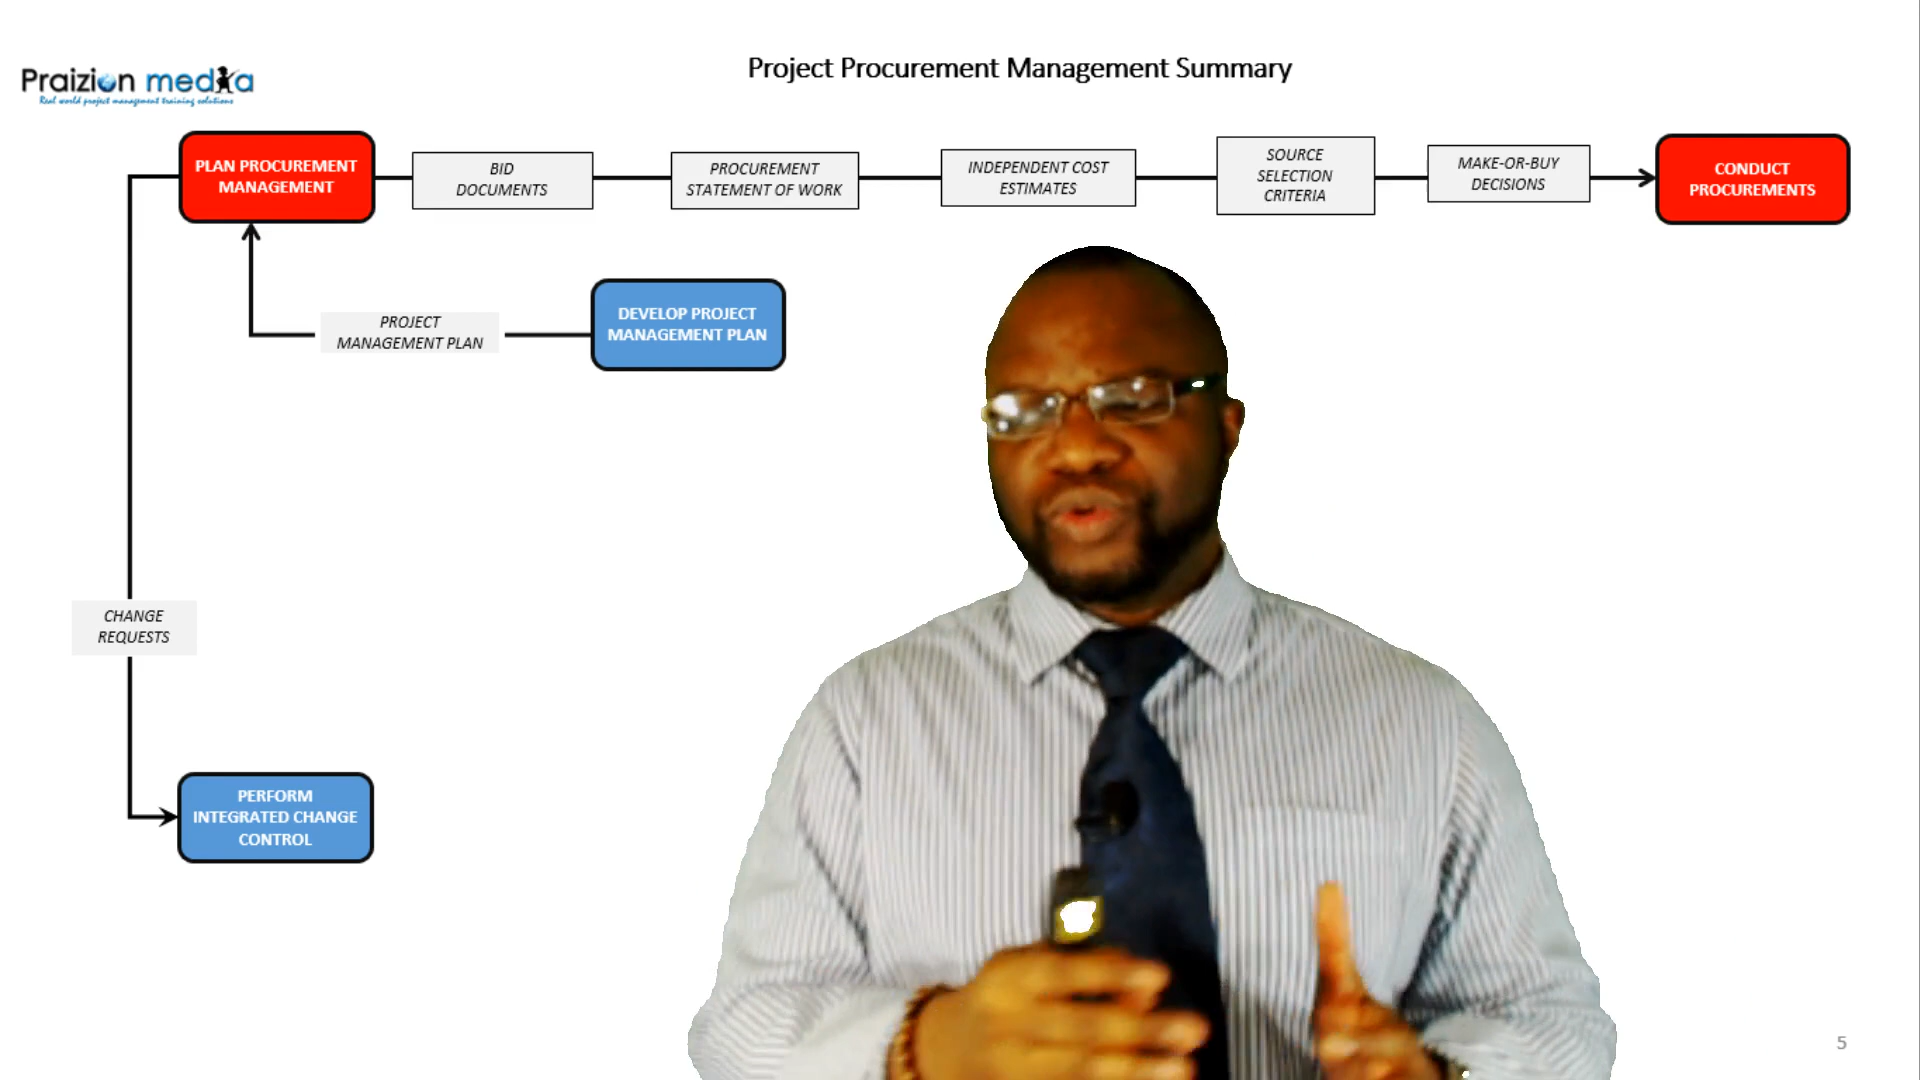 Project Procurement Management Summary
Praizion media
Real world project management training solutions
PLAN PROCUREMENT
MANAGEMENT
BID
DOCUMENTS
PROCUREMENT
STATEMENT OF WORK
INDEPENDENT COST
ESTIMATES
SOURCE
SELECTION
CRITERIA
MAKE-OR-BUY
DECISIONS
CONDUCT
PROCUREMENTS
PROJECT
MANAGEMENT PLAN
DEVELOP PROJECT
MANAGEMENT PLAN
CHANGE
REQUESTS
PERFORM
INTEGRATED CHANGE
CONTROL
5